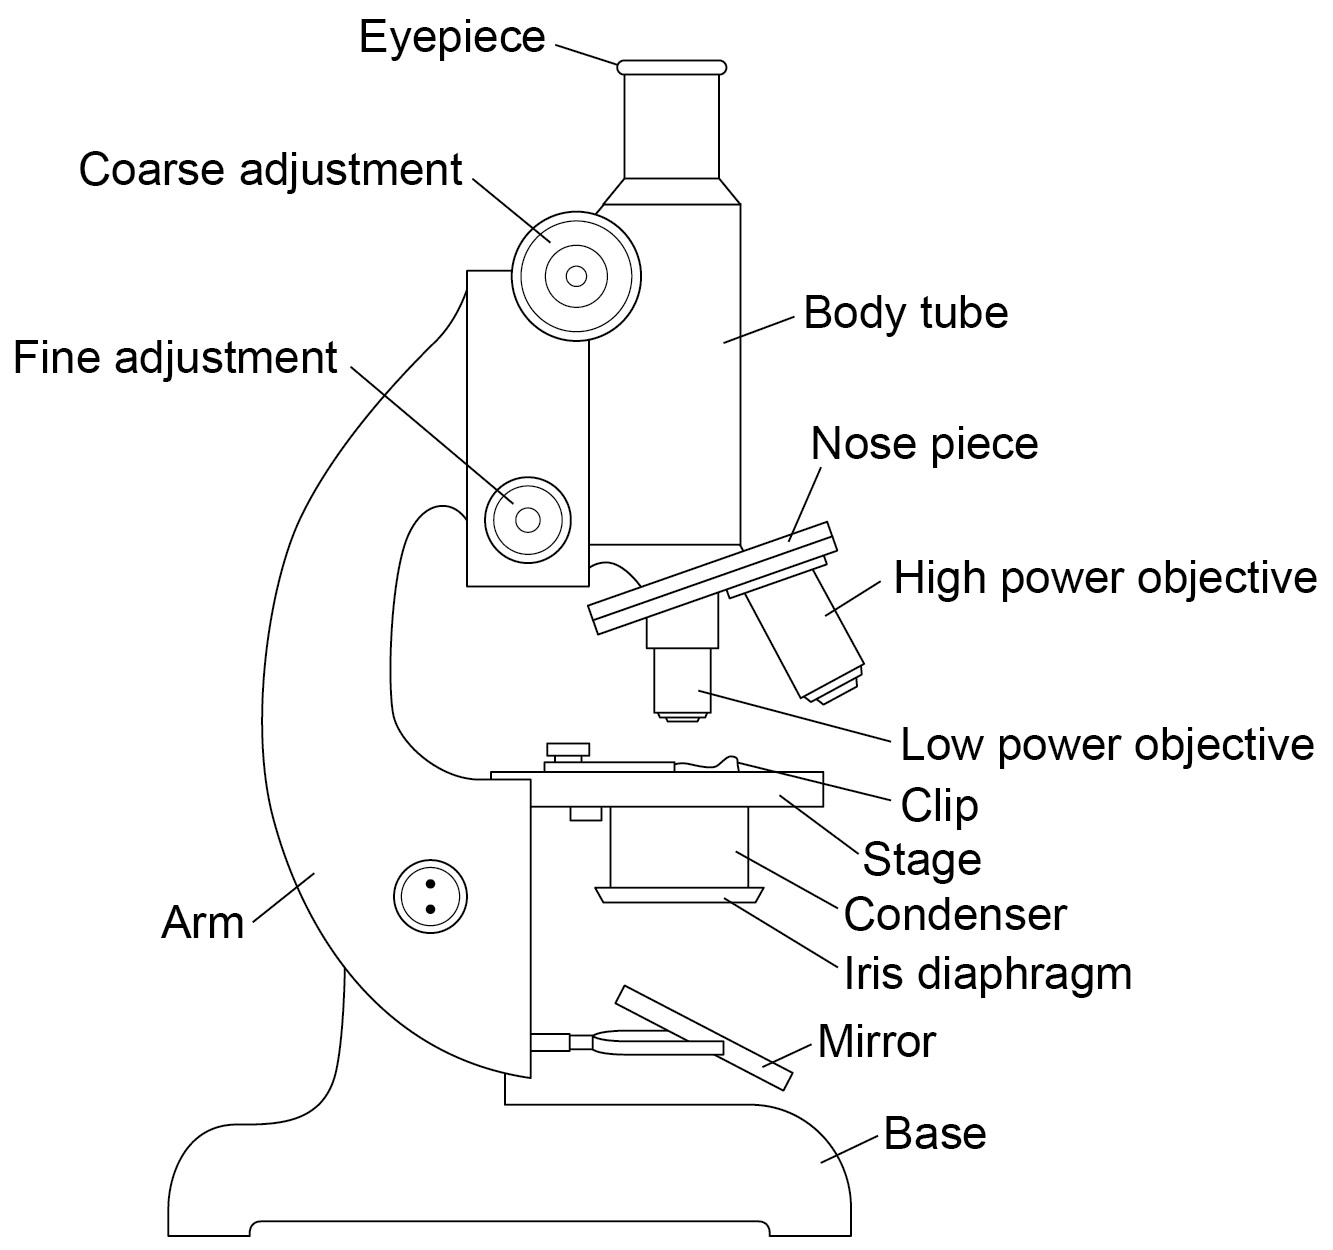 Eyepiece
Coarse adjustment
Body tube
Fine adjustment
Nose piece
High power objective
Low power objective
Clip
Stage
Condenser
Arm
Iris diaphragm
Mirror
Base